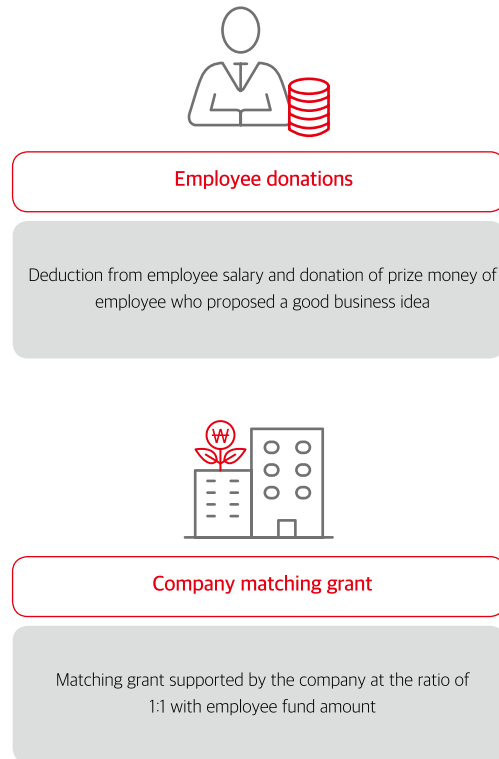 Employee donations
Deduction from employee salary and donation of prize money of
employee who proposed a good business idea
₩
Company matching grant
Matching grant supported by the company at the ratio of
1:1 with employee fund amount